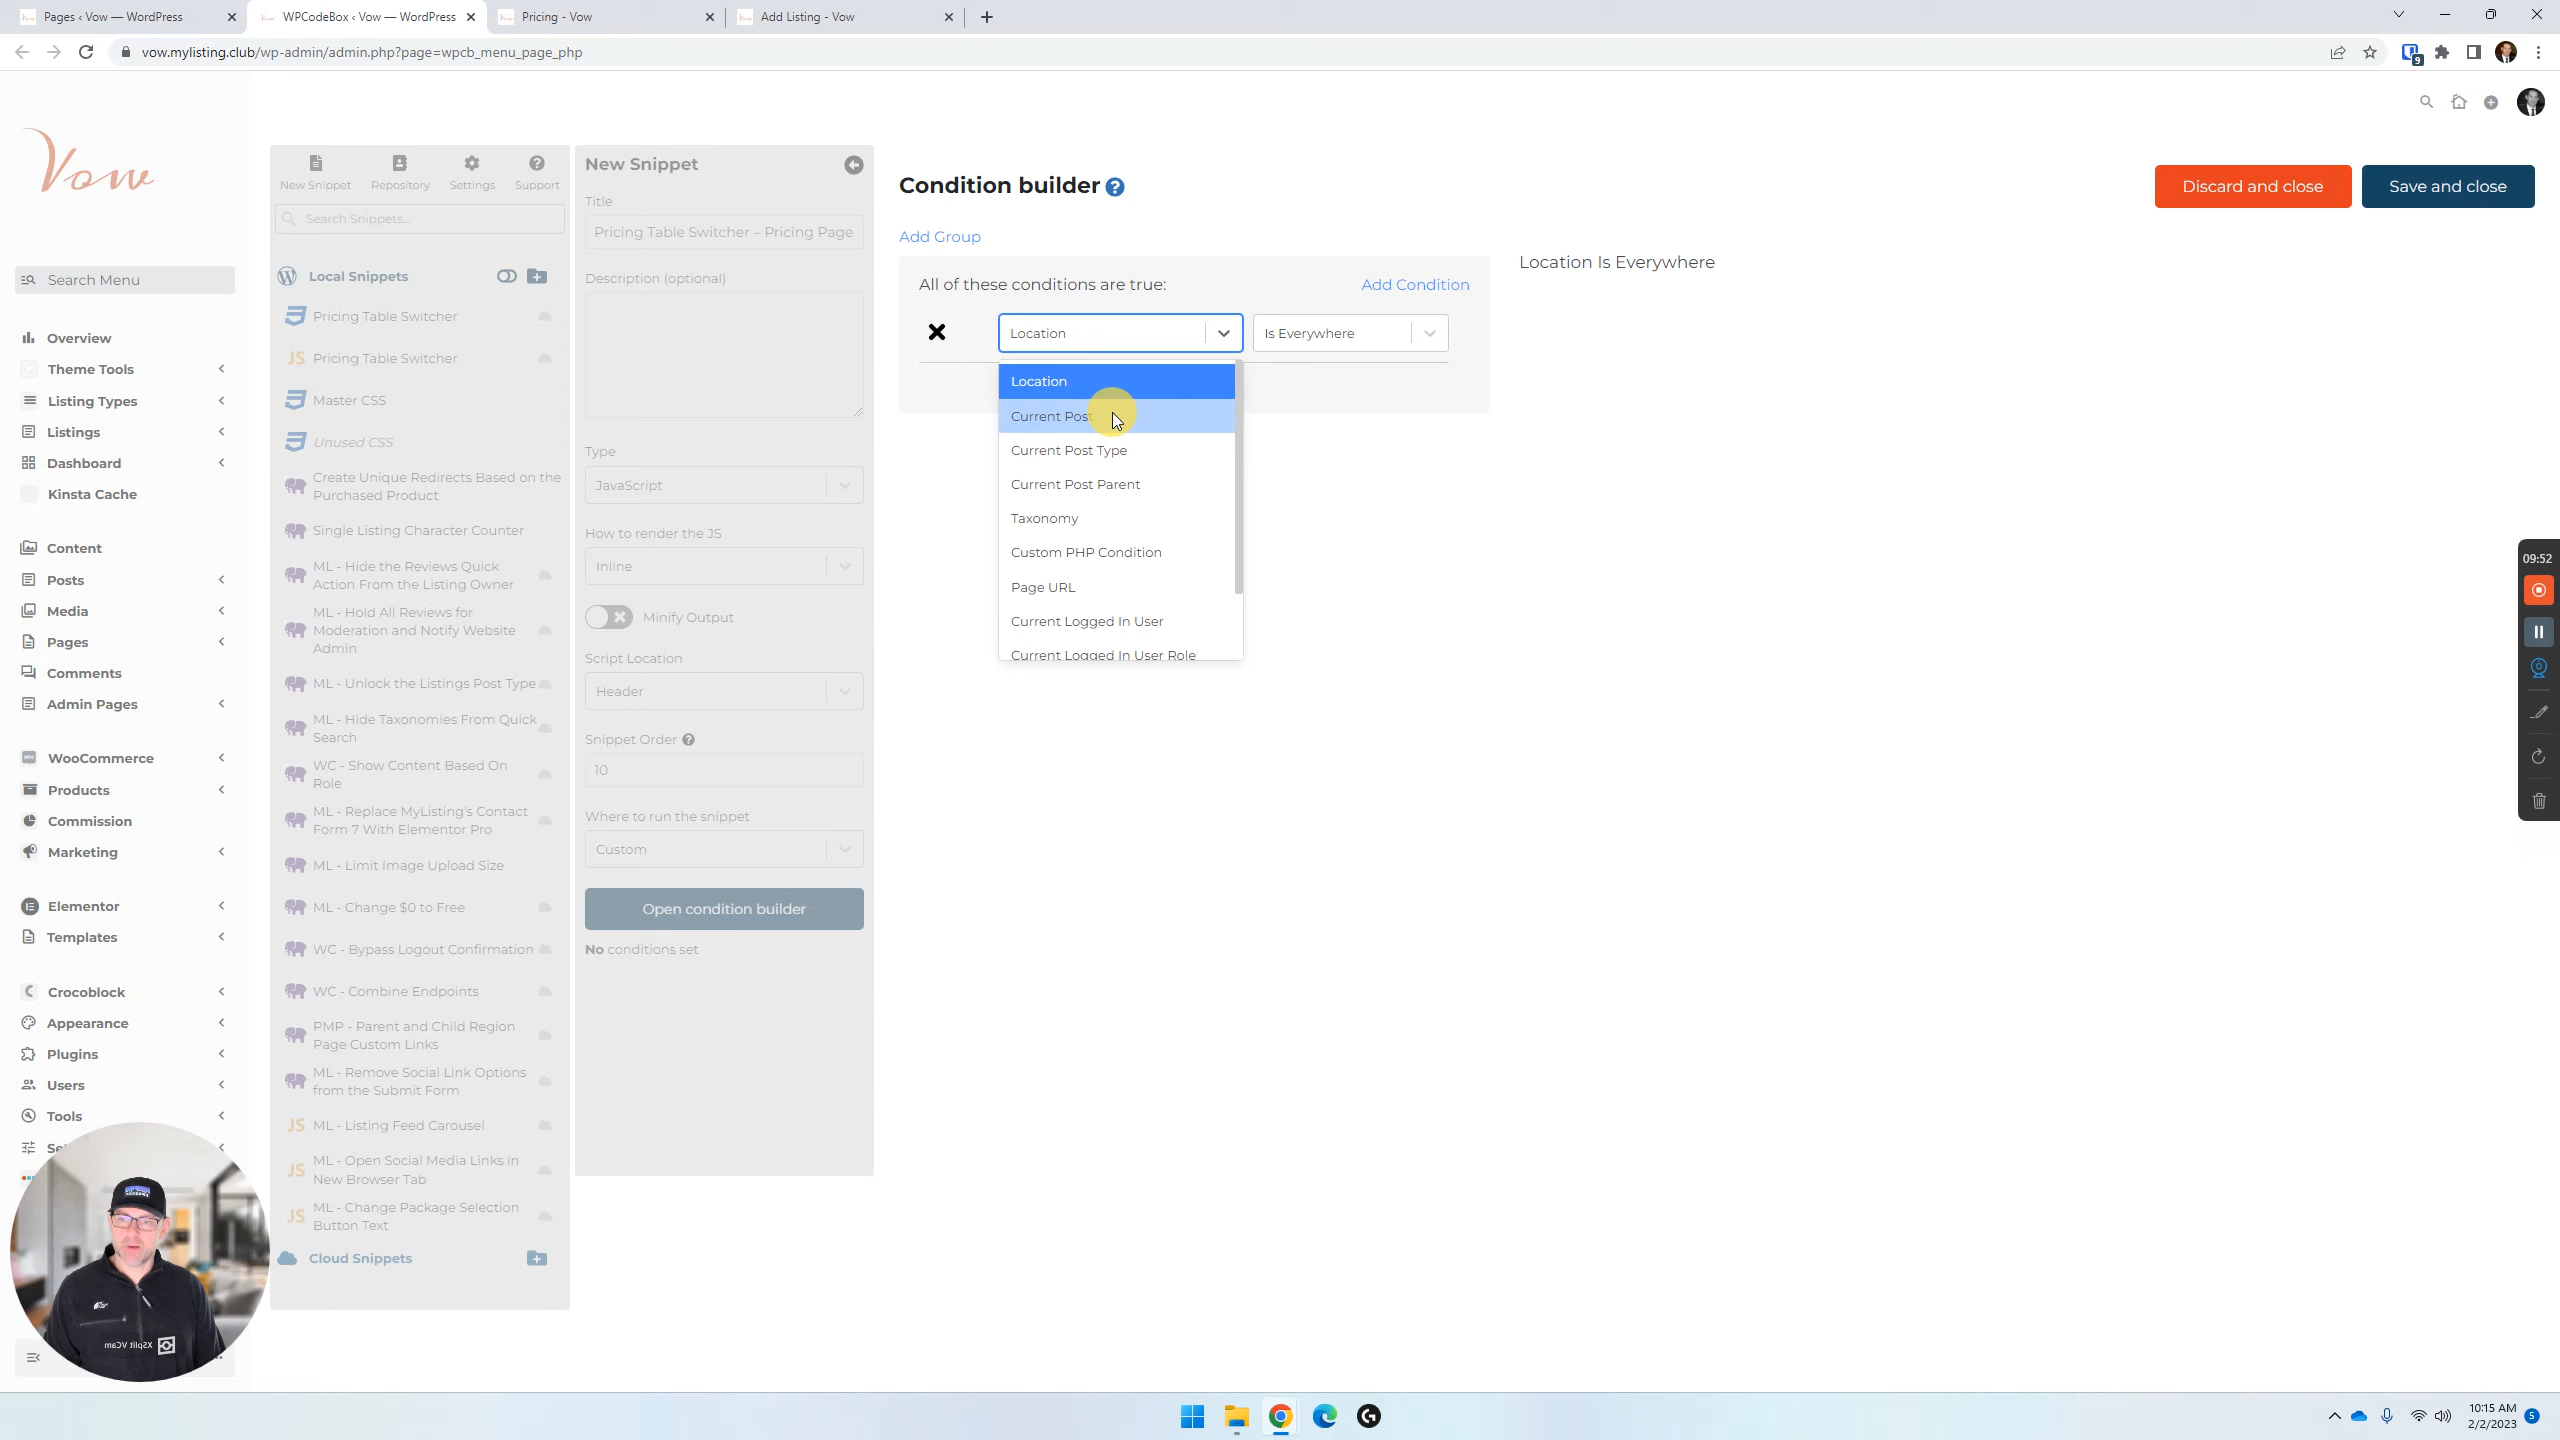 Pages ‹ Vow — WordPress
WPCodeBox ‹ Vow — WordPress
Pricing - Vow
Add Listing - Vow
vow.mylisting.club/wp-admin/admin.php?page=wpcb_menu_page_php
9
Vow
Search Menu
Overview
Theme Tools
Listing Types
Listings
Dashboard
Kinsta Cache
Content
Posts
Media
Pages
Comments
Admin Pages
WooCommerce
Products
Commission
Marketing
Elementor
Templates
Crocoblock
Appearance
Plugins
Users
Tools
New Snippet
Repository
Settings
Support
Search Snippets...
Local Snippets
Pricing Table Switcher
JS Pricing Table Switcher
Master CSS
Unused CSS
Create Unique Redirects Based on the
Purchased Product
Single Listing Character Counter
ML - Hide the Reviews Quick
Action From the Listing Owner
ML - Hold All Reviews for
Moderation and Notify Website
Admin
ML - Unlock the Listings Post Type
ML - Hide Taxonomies From Quick
Search
WC - Show Content Based On
Role
ML - Replace MyListing's Contact
Form 7 With Elementor Pro
ML - Limit Image Upload Size
ML - Change $0 to Free
WC - Bypass Logout Confirmation
WC - Combine Endpoints
PMP - Parent and Child Region
Page Custom Links
ML - Remove Social Link Options
from the Submit Form
JS ML - Listing Feed Carousel
JS ML - Open Social Media Links in
New Browser Tab
JS ML - Change Package Selection
Button Text
Cloud Snippets
New Snippet
Title
Pricing Table Switcher – Pricing Page
Description (optional)
Type
JavaScript
How to render the JS
Inline
Minify Output
Script Location
Header
Snippet Order
10
Where to run the snippet
Custom
Open condition builder
No conditions set
Condition builder
Discard and close
Save and close
Add Group
All of these conditions are true:
Add Condition
Location
Is Everywhere
Location
Current Post
Current Post Type
Current Post Parent
Taxonomy
Custom PHP Condition
Page URL
Current Logged In User
Current Logged In User Role
Location Is Everywhere
09:52
XSplit VCam
10:15 AM
2/2/2023
5